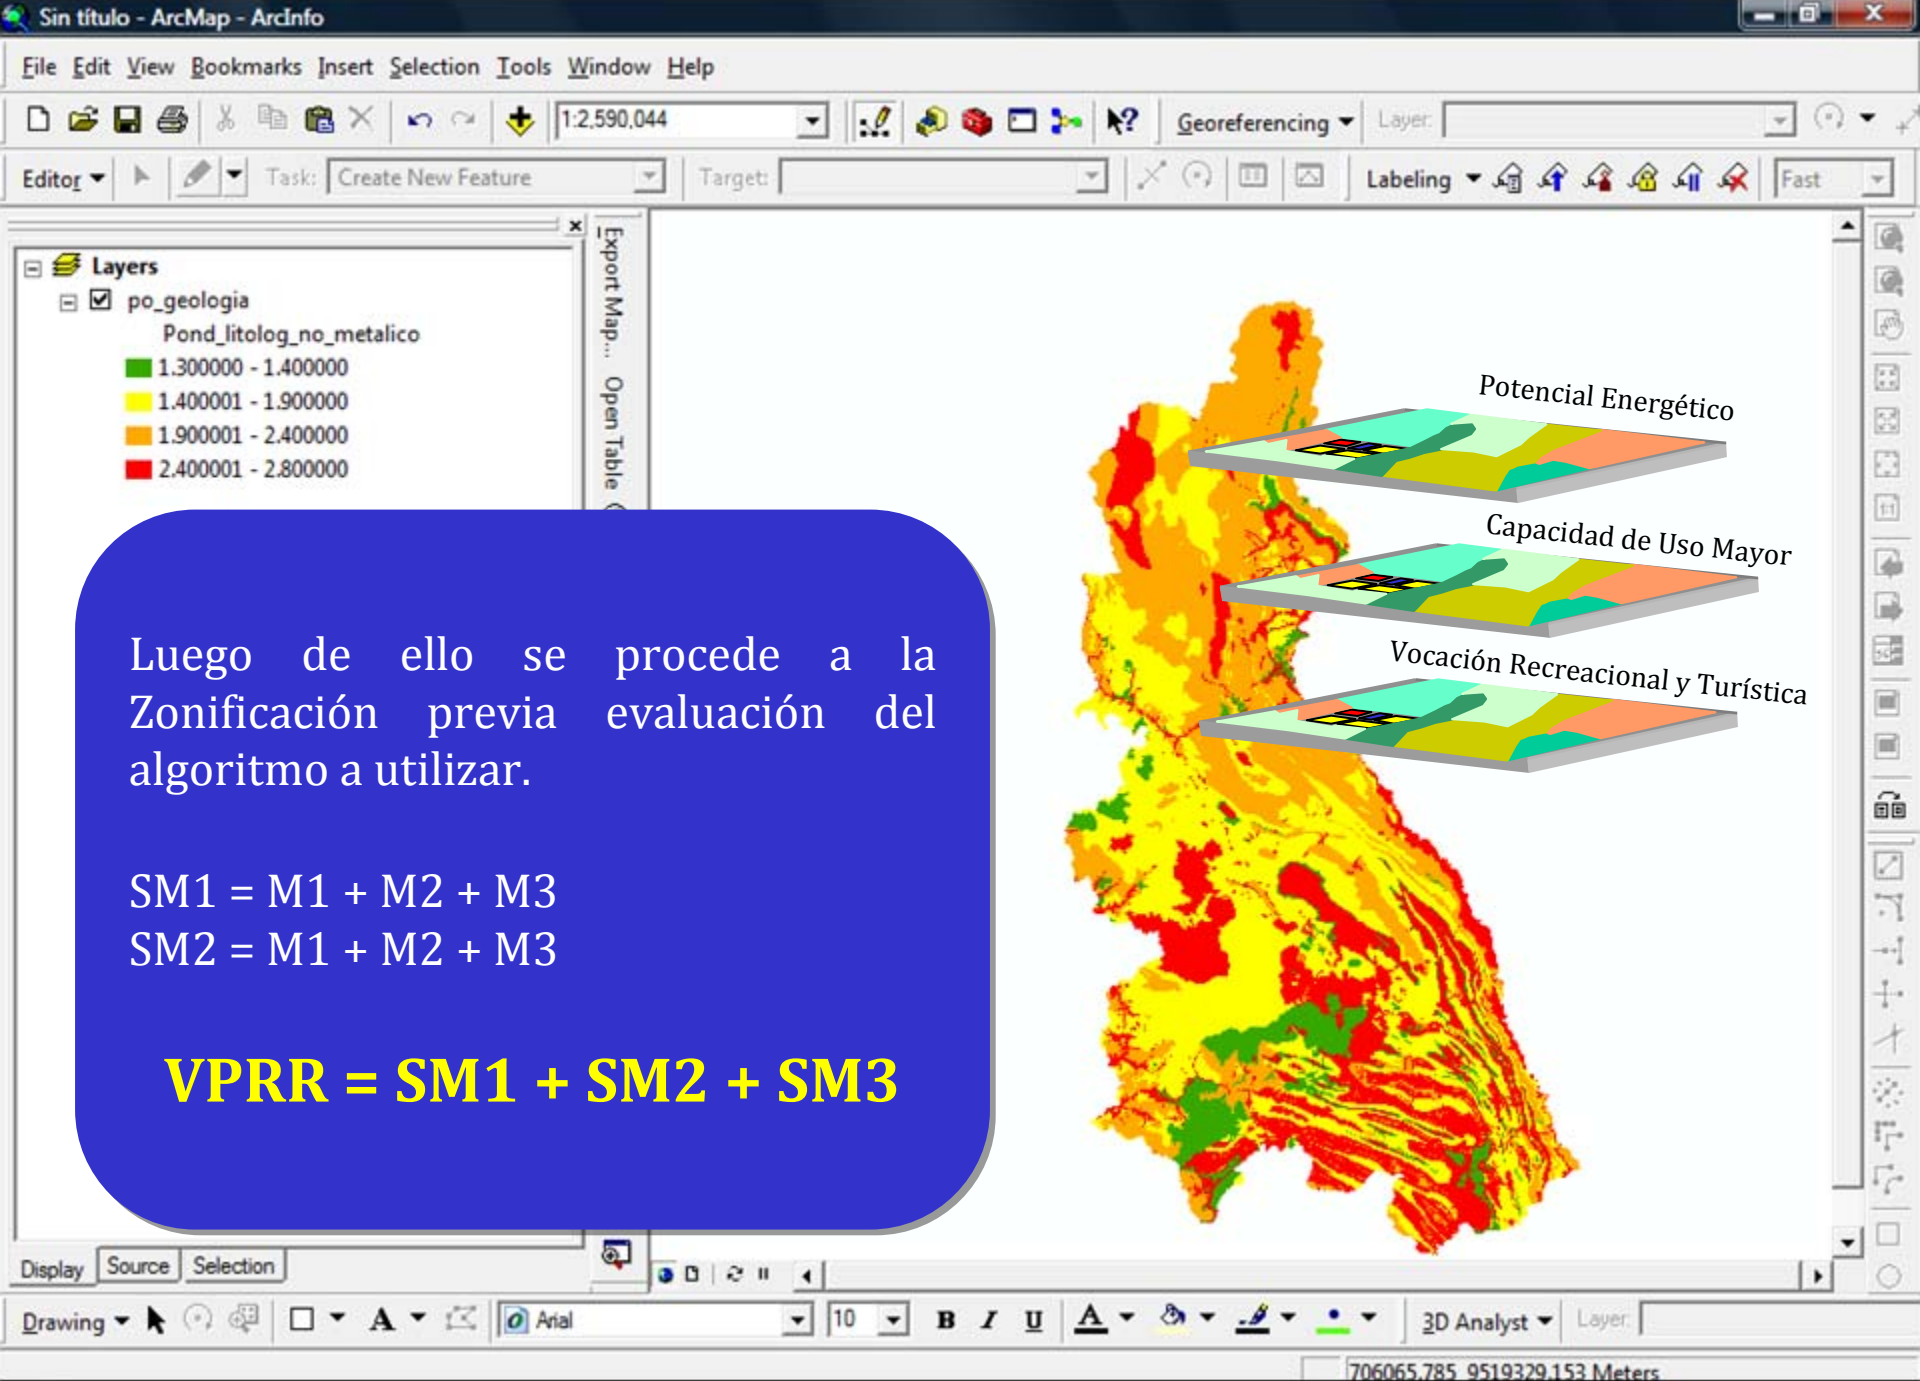 Sin título - ArcMap - ArcInfo
File Edit View Bookmarks Insert Selection Tools Window Help
1:2,590,044
Georeferencing
Layer:
Editor
Task:
Create New Feature
Target:
Labeling
Fast
Layers
po_geologia
Pond_litolog_no_metalico
1.300000 - 1.400000
1.400001 - 1.900000
1.900001 - 2.400000
2.400001 - 2.800000
Export Map...
Open Table
Potencial Energético
Capacidad de Uso Mayor
Vocación Recreacional y Turística
Luego de ello se procede a la
Zonificación previa evaluación del
algoritmo a utilizar.
SM1 = M1 + M2 + M3
SM2 = M1 + M2 + M3
VPRR = SM1 + SM2 + SM3
Display Source Selection
Drawing
A
Arial
10
B I U A
3D Analyst
Layer:
706065.785 9519329.153 Meters